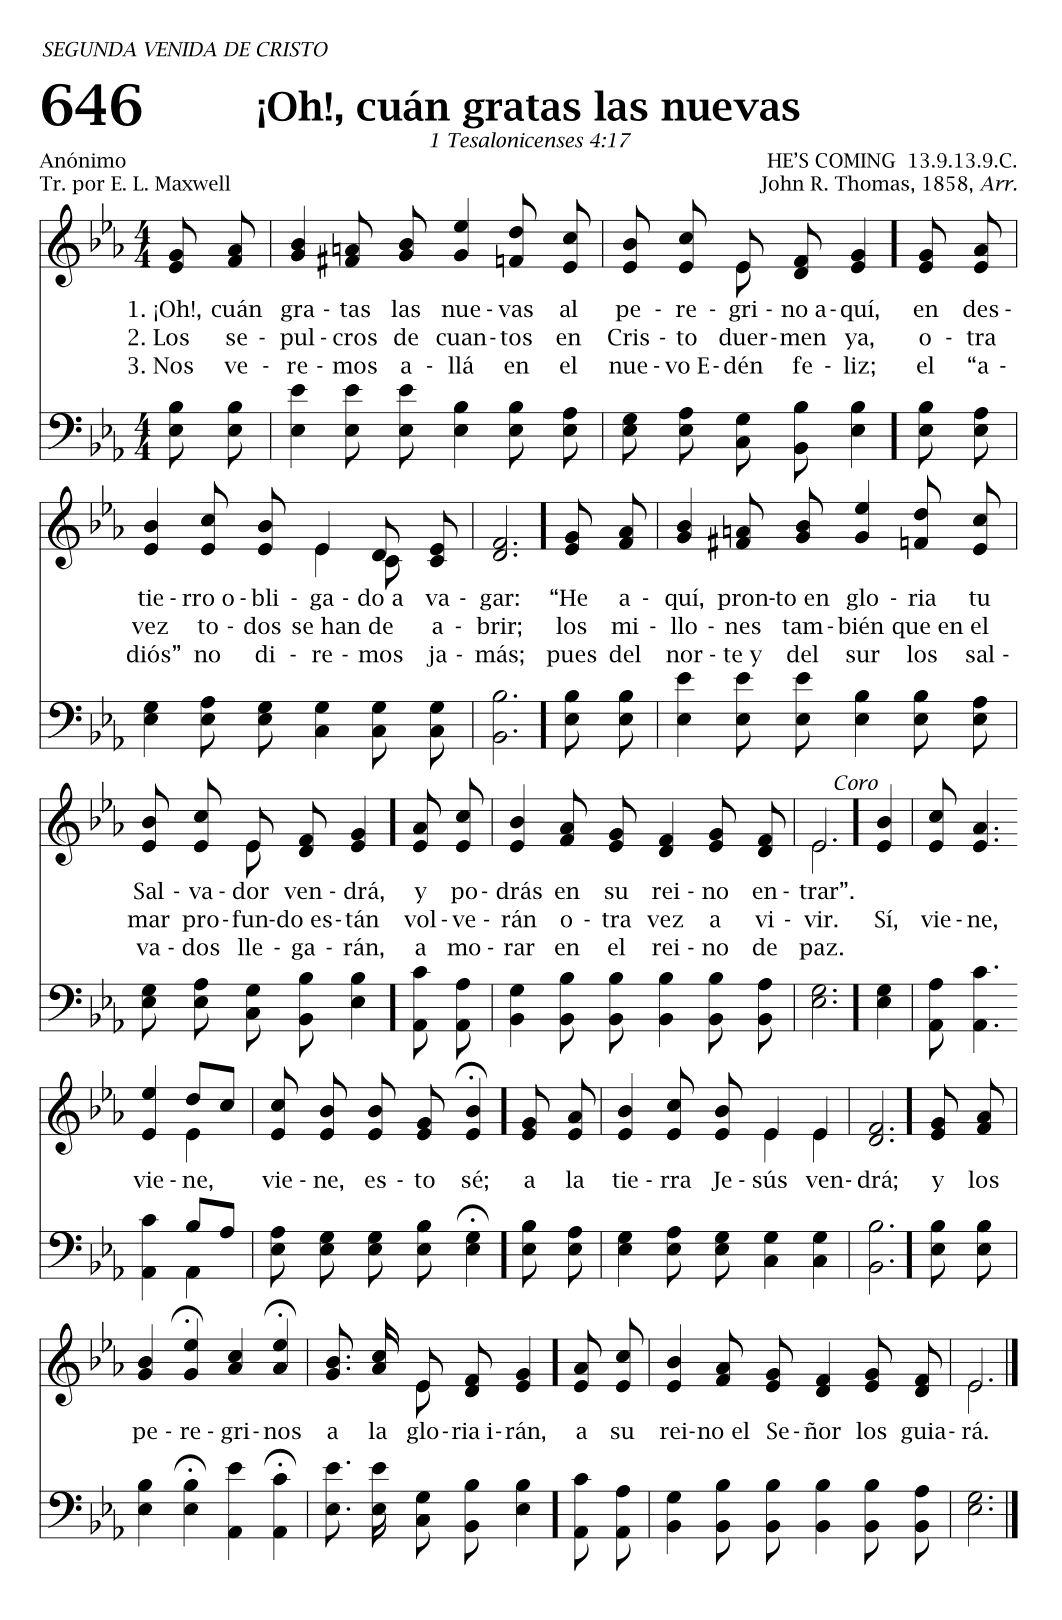 SEGUNDA VENIDA DE CRISTO
646
¡Oh!, cuán gratas las nuevas
1 Tesalonicenses 4:17
Anónimo
HE’S COMING 13.9.13.9.C.
Tr. por E. L. Maxwell
John R. Thomas, 1858, Arr.
1. ¡Oh!, cuán gra - tas las nue - vas al pe - re - gri - no a - quí, en des -
2. Los se - pul - cros de cuan - tos en Cris - to duer - men ya, o - tra
3. Nos ve - re - mos a - llá en el nue - vo E - dén fe - liz; el “a -
tie - rro o - bli - ga - do a va - gar: “He a - quí, pron - to en glo - ria tu
vez to - dos se han de a - brir; los mi - llo - nes tam - bién que en el
diós” no di - re - mos ja - más; pues del nor - te y del sur los sal -
Coro
Sal - va - dor ven - drá, y po - drás en su rei - no en - trar”.
mar pro - fun - do es - tán vol - ve - rán o - tra vez a vi - vir. Sí, vie - ne,
va - dos lle - ga - rán, a mo - rar en el rei - no de paz.
vie - ne, vie - ne, es - to sé; a la tie - rra Je - sús ven - drá; y los
pe - re - gri - nos a la glo - ria i - rán, a su rei - no el Se - ñor los guia - rá.